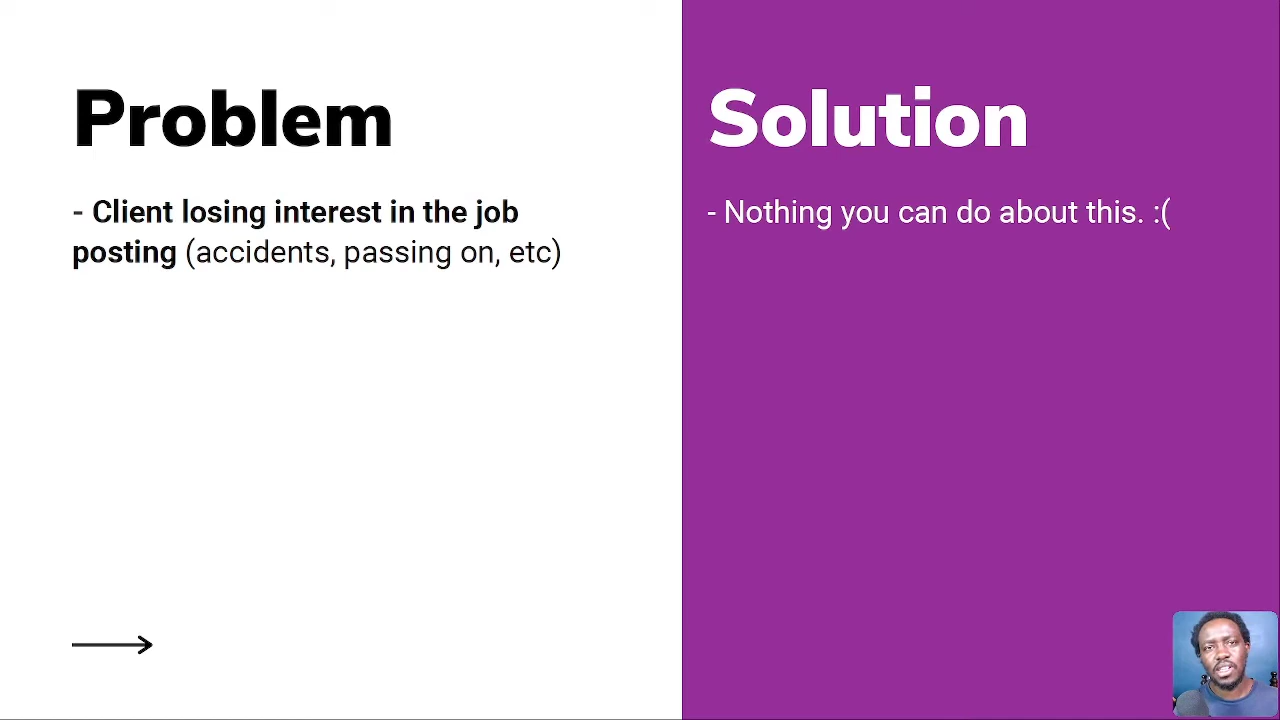 Problem
- Client losing interest in the job
posting (accidents, passing on, etc)
Solution
- Nothing you can do about this. :(